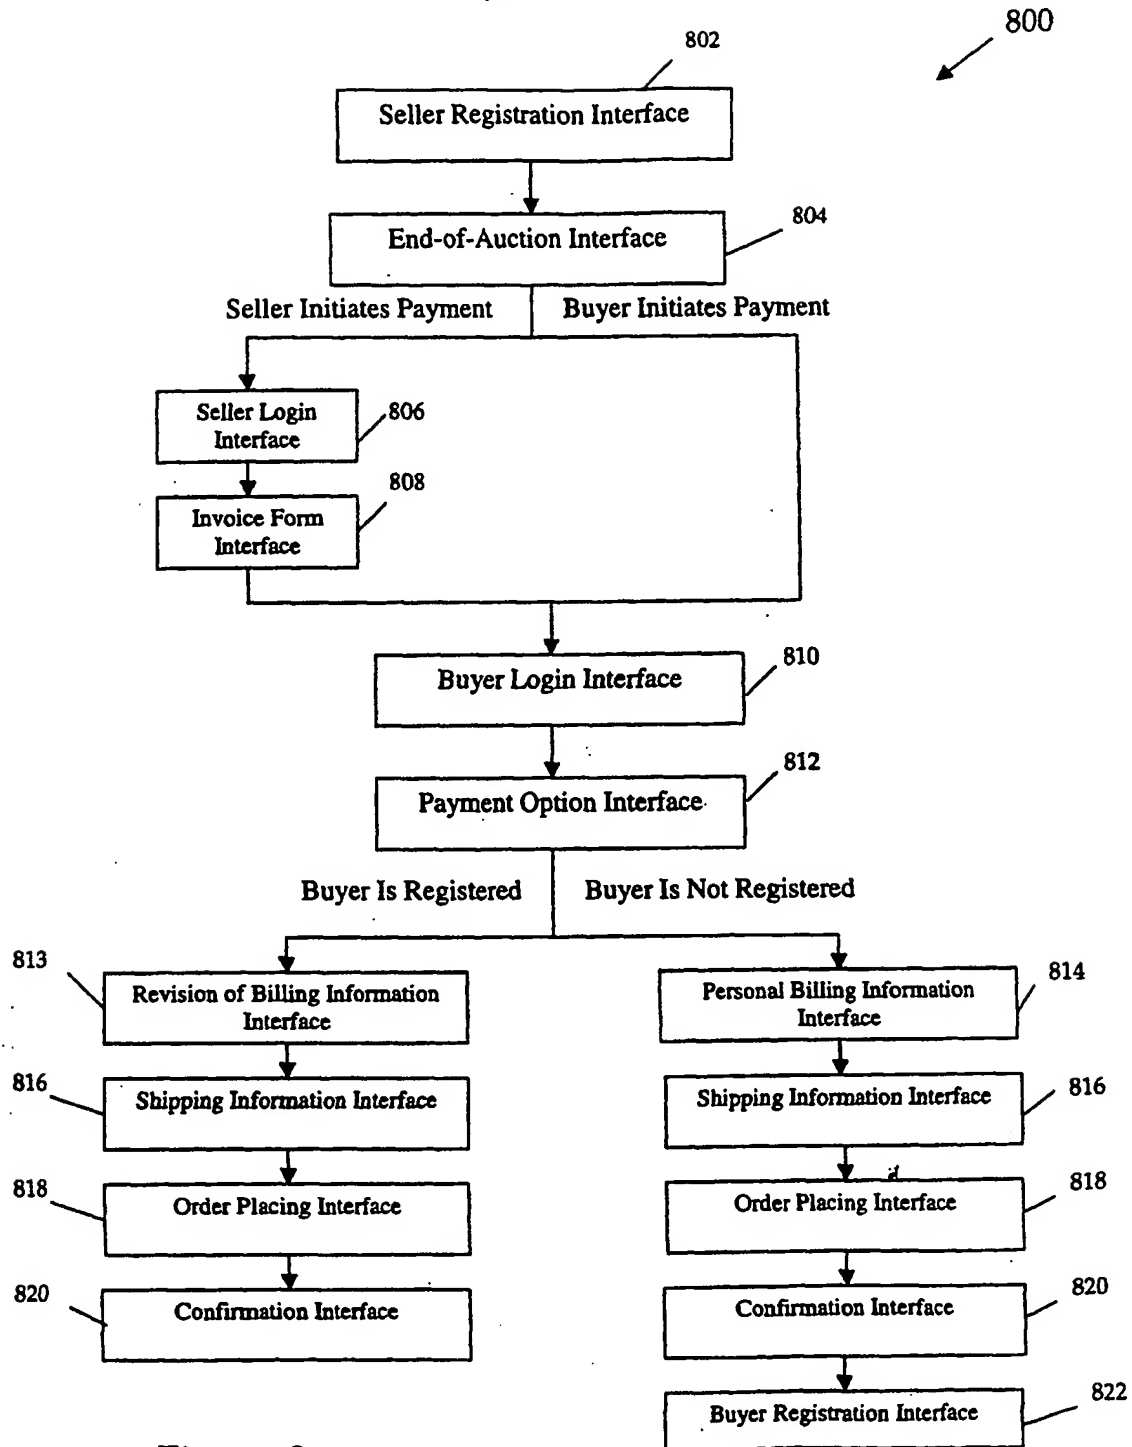 800
802
Seller Registration Interface
804
End-of-Auction Interface
Seller Initiates Payment
Buyer Initiates Payment
Seller Login
Interface
806
808
Invoice Form
Interface
810
Buyer Login Interface
812
Payment Option Interface
Buyer Is Registered
Buyer Is Not Registered
813
Revision of Billing Information
Interface
814
Personal Billing Information
Interface
816
Shipping Information Interface
816
Shipping Information Interface
818
Order Placing Interface
818
Order Placing Interface
820
Confirmation Interface
820
Confirmation Interface
822
Buyer Registration Interface